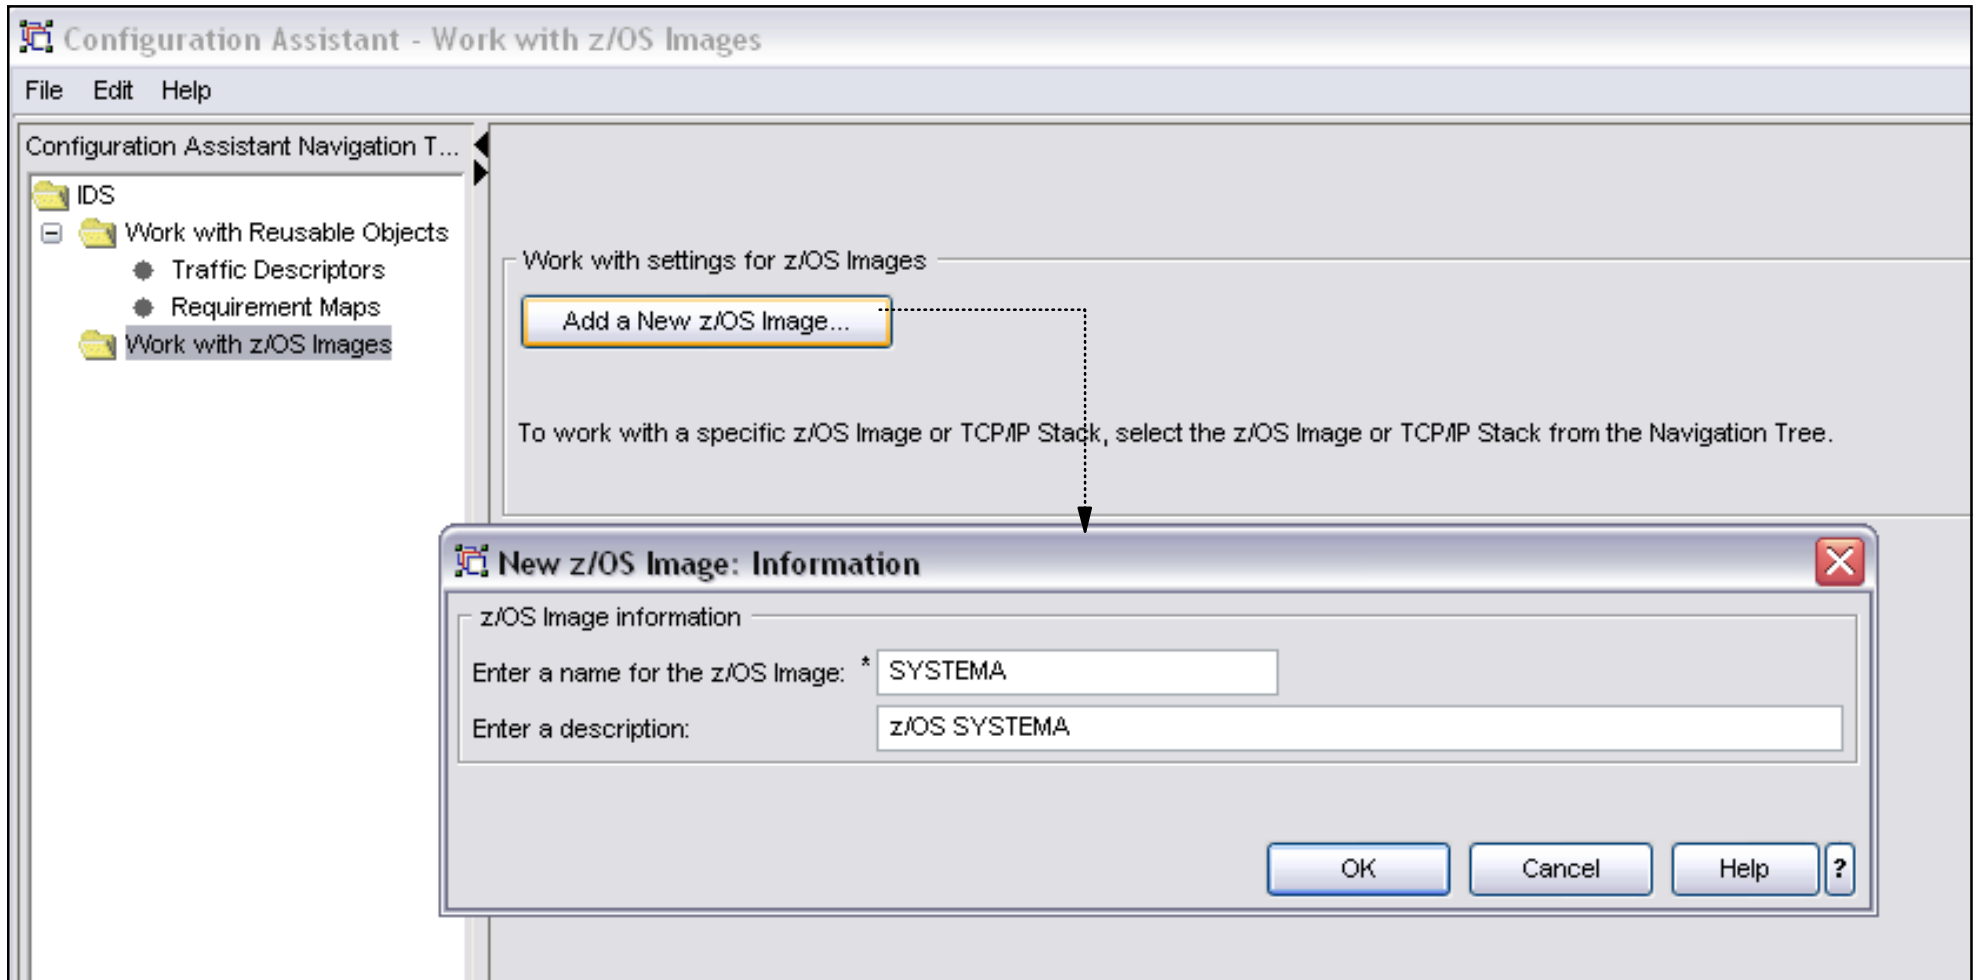 Configuration Assistant - Work with z/OS Images
File Edit Help
Configuration Assistant Navigation T...
IDS
Work with Reusable Objects
Traffic Descriptors
Requirement Maps
Work with z/OS Images
Work with settings for z/OS Images
Add a New z/OS Image...
To work with a specific z/OS Image or TCP/IP Stack, select the z/OS Image or TCP/IP Stack from the Navigation Tree.
New z/OS Image: Information
z/OS Image information
Enter a name for the z/OS Image: * SYSTEMA
Enter a description: z/OS SYSTEMA
OK Cancel Help ?